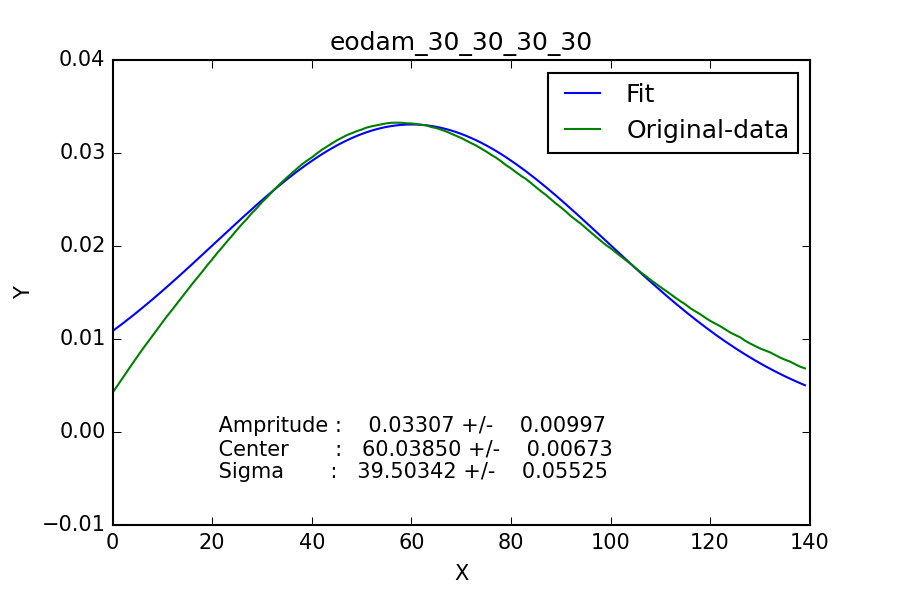 eodam_30_30_30_30
0.04
0.03
0.02
0.01
0.00
−0.01
Y
Fit
Original-data
Ampritude : 0.03307 +/- 0.00997
Center : 60.03850 +/- 0.00673
Sigma : 39.50342 +/- 0.05525
0 20 40 60 80 100 120 140
X